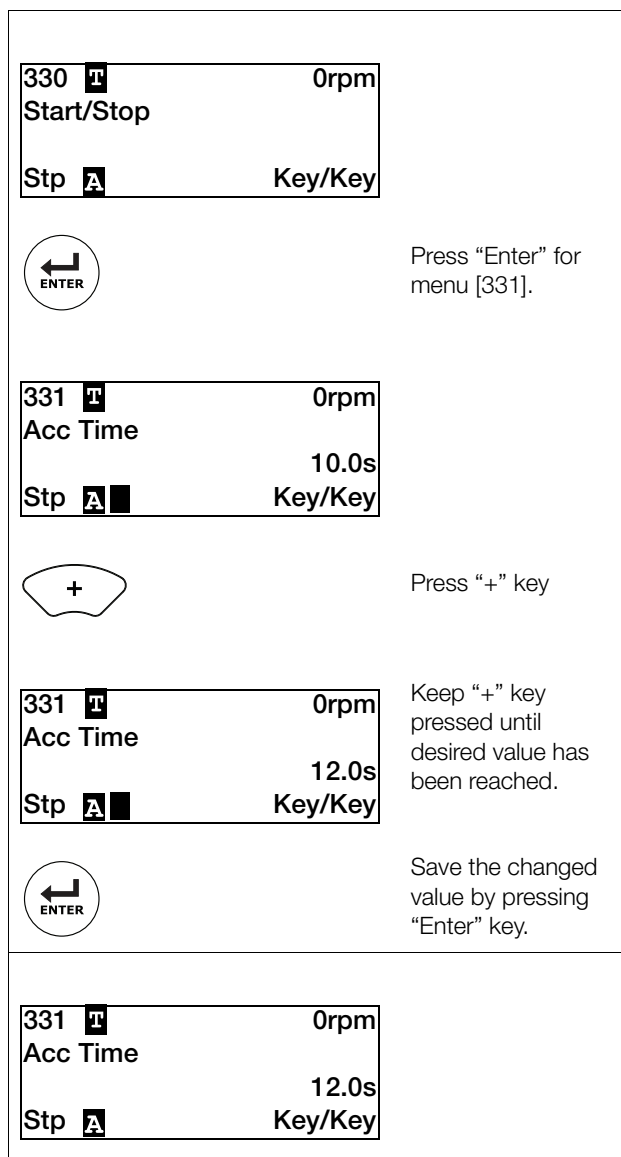 330 T 0rpm
Start/Stop
Stp A Key/Key
ENTER
Press “Enter” for
menu [331].
331 T 0rpm
Acc Time
10.0s
Stp A Key/Key
+
Press “+” key
331 T 0rpm
Acc Time
12.0s
Stp A Key/Key
Keep “+” key
pressed until
desired value has
been reached.
ENTER
Save the changed
value by pressing
“Enter” key.
331 T 0rpm
Acc Time
12.0s
Stp A Key/Key